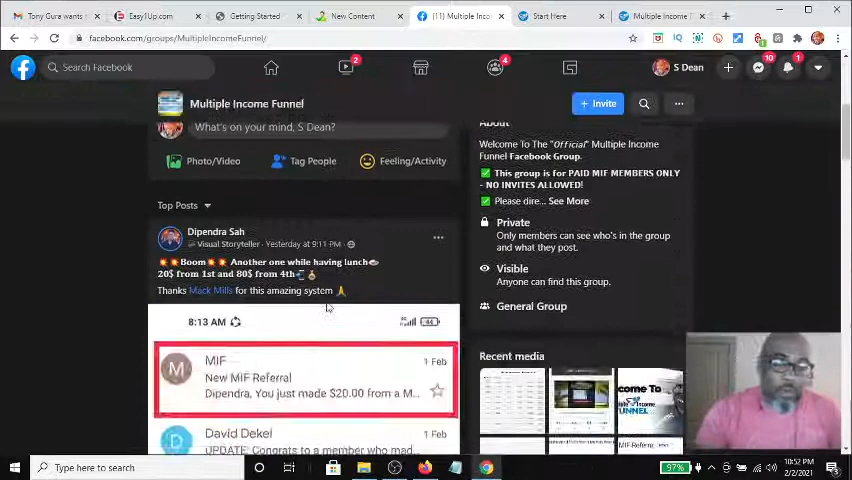 Tony Gura wants
EasyTUp.com
Getting Started
New Content
(11) Multiple Inco
Start Here
Multiple Income
facebook.com/groups/MultipleIncomeFunnel/
Search Facebook
2
4
S Dean
10
1
Multiple Income Funnel
Invite
What's on your mind, S Dean?
Photo/Video
Tag People
Feeling/Activity
Top Posts
Dipendra Sah
Visual Storyteller · Yesterday at 9:11 PM ·
💥💥Boom💥💥 Another one while having lunch🍛
20$ from 1st and 80$ from 4th
Thanks Mack Mills for this amazing system 🙏
8:13 AM
44
M
MIF
1 Feb
New MIF Referral
Dipendra, You just made $20.00 from a M...
D
David Dekel
1 Feb
UPDATE: Congrats to a member who mad...
About
Welcome To The "Official" Multiple Income
Funnel Facebook Group.
✅ This group is for PAID MIF MEMBERS ONLY
- NO INVITES ALLOWED!
✅ Please dire... See More
Private
Only members can see who's in the group
and what they post.
Visible
Anyone can find this group.
General Group
Recent media
Come To
FUNNEL
Type here to search
97%
10:52 PM
2/2/2021
3